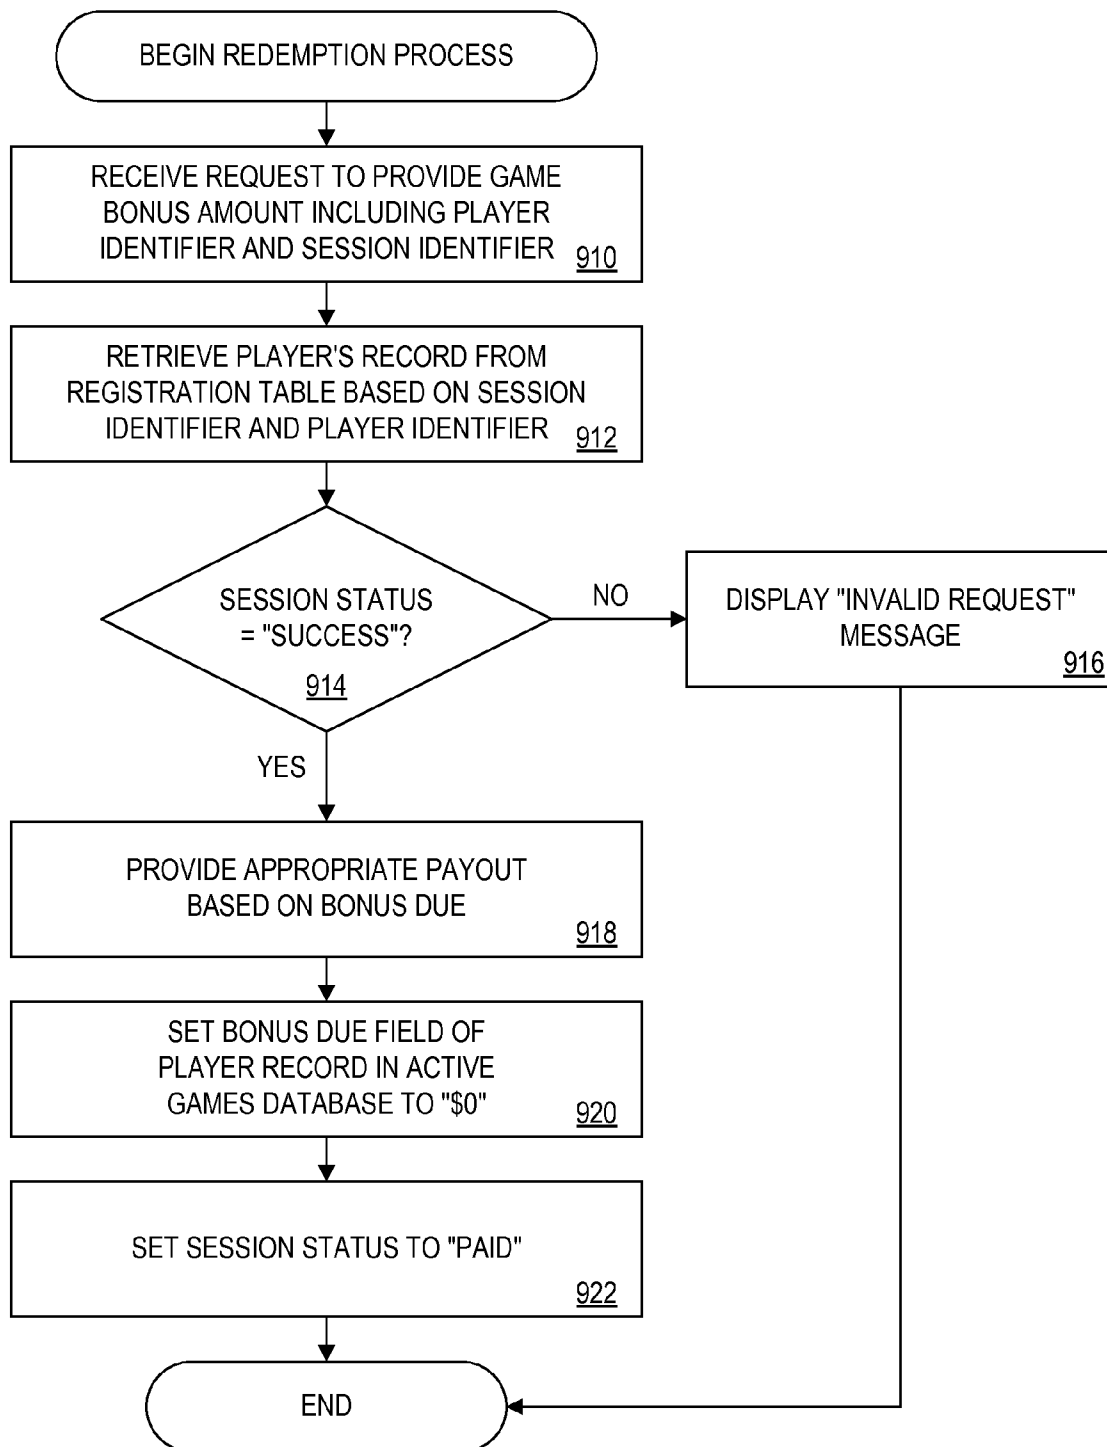 BEGIN REDEMPTION PROCESS
RECEIVE REQUEST TO PROVIDE GAME
BONUS AMOUNT INCLUDING PLAYER
IDENTIFIER AND SESSION IDENTIFIER
910
RETRIEVE PLAYER'S RECORD FROM
REGISTRATION TABLE BASED ON SESSION
IDENTIFIER AND PLAYER IDENTIFIER
912
SESSION STATUS
= "SUCCESS"?
914
NO
DISPLAY "INVALID REQUEST"
MESSAGE
916
YES
PROVIDE APPROPRIATE PAYOUT
BASED ON BONUS DUE
918
SET BONUS DUE FIELD OF
PLAYER RECORD IN ACTIVE
GAMES DATABASE TO "$0"
920
SET SESSION STATUS TO "PAID"
922
END